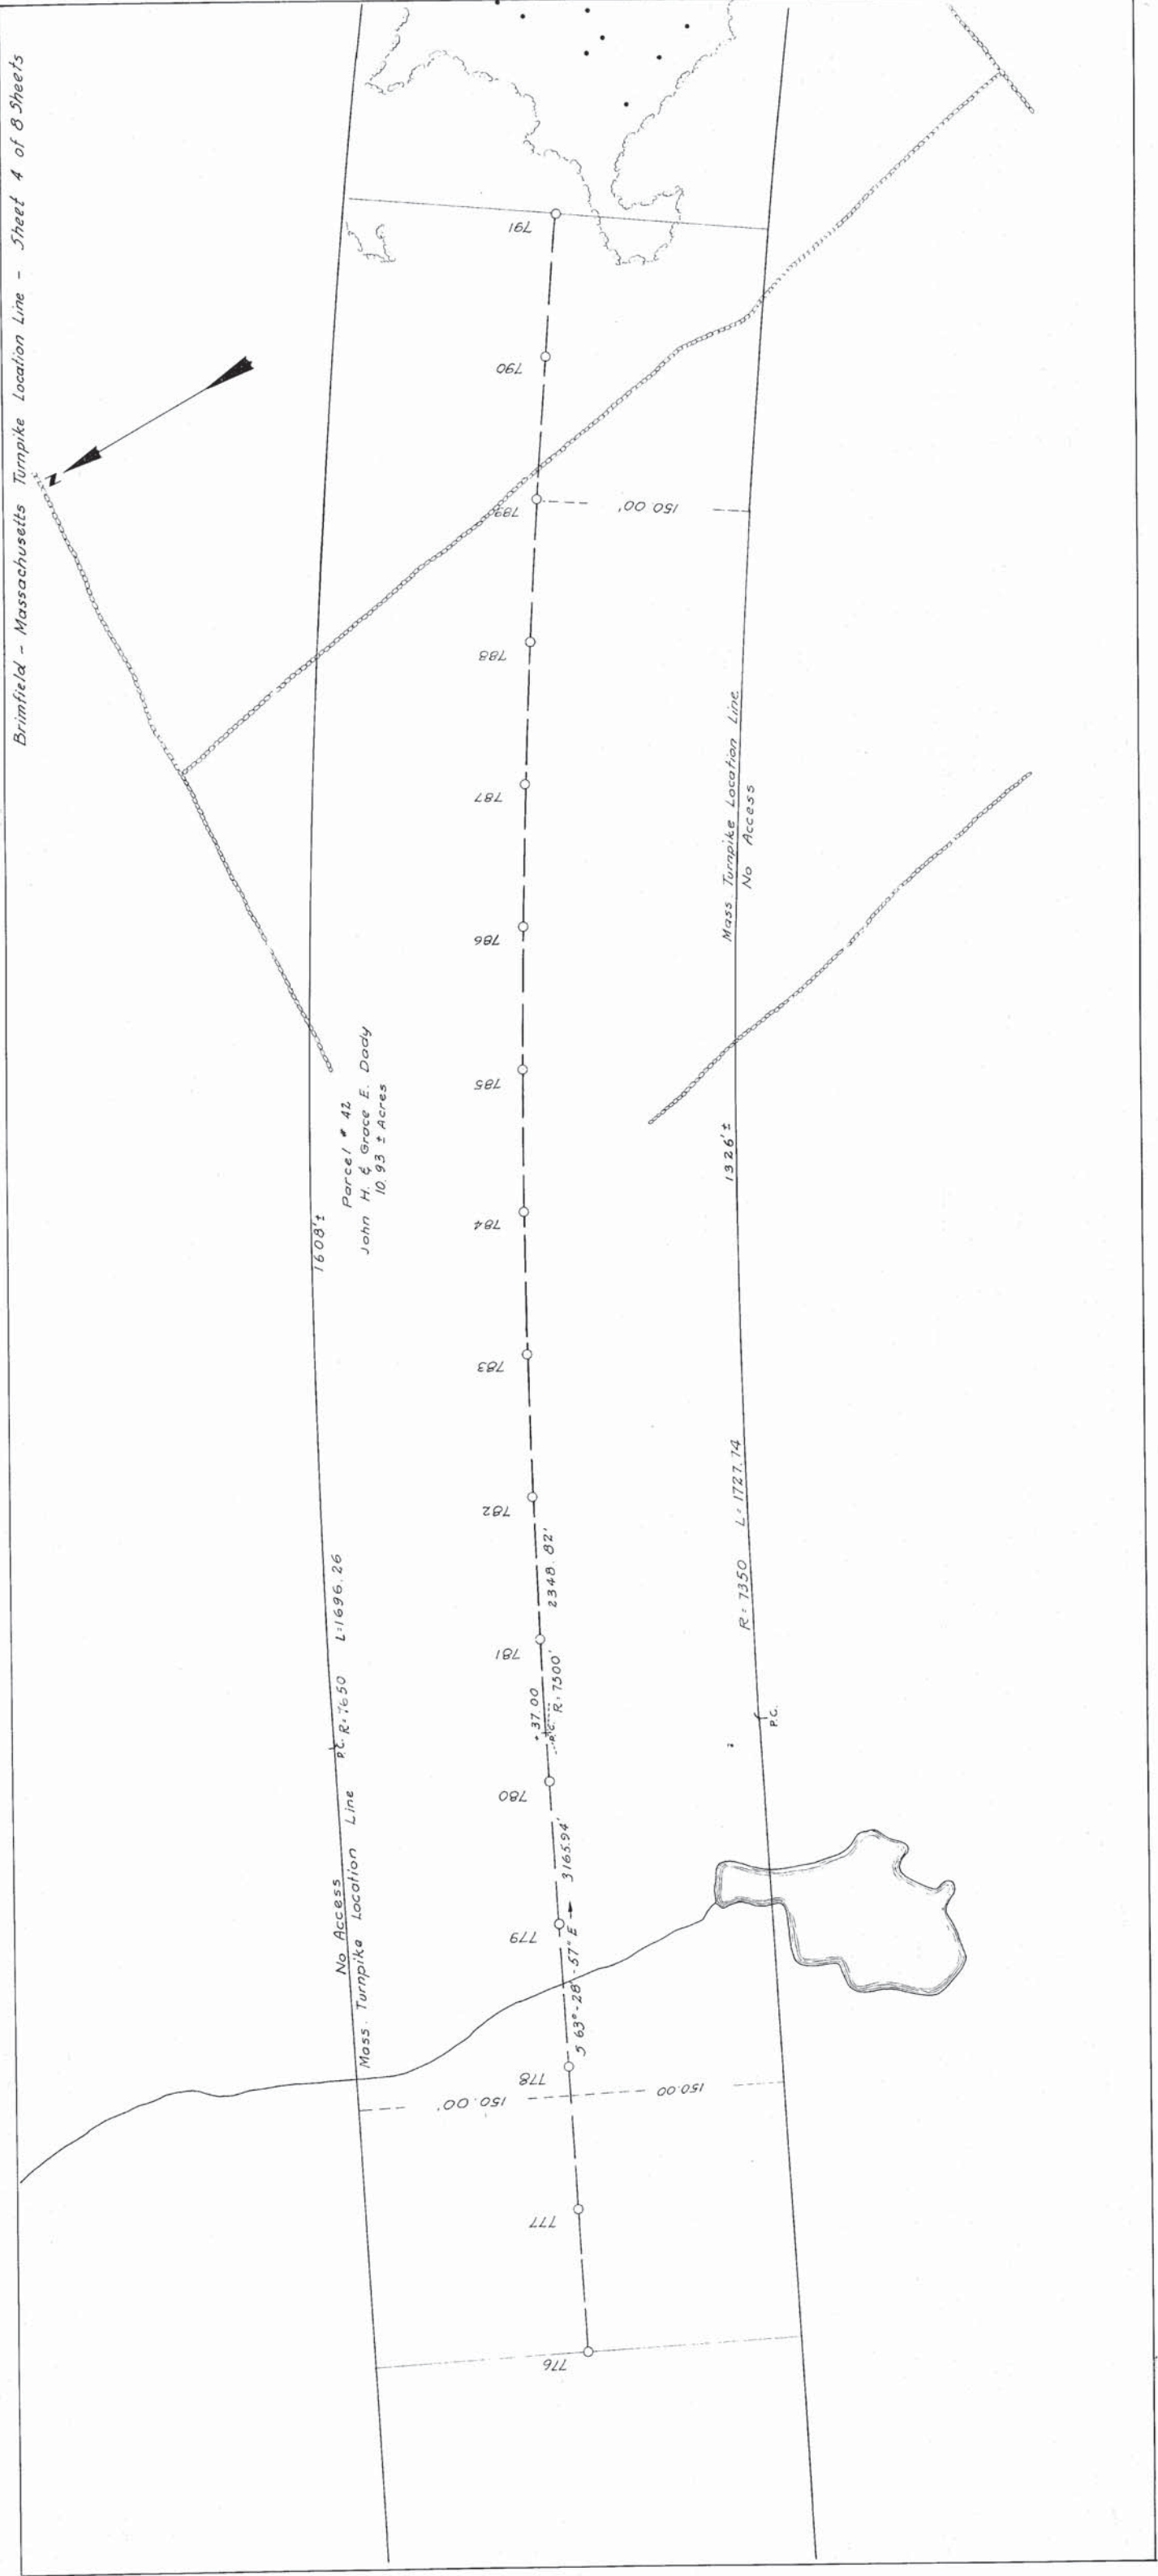 Brimfield - Massachusetts Turnpike Location Line - Sheet 4 of 8 Sheets
N
791
790
789
150.00'
788
787
786
785
784
783
782
781
780
779
778
777
776
Mass. Turnpike Location Line
No Access
Parcel # 42
John H. & Grace E. Dady
10.93 ± Acres
1608'±
1326'±
R=7650 L=1696.26
P.C.
R=7350 L=1727.74
P.C.
2348.82'
+37.00
P.C. R=7500'
3165.94'
S 63°-28'-57" E
No Access
Mass. Turnpike Location Line
150.00'
150.00